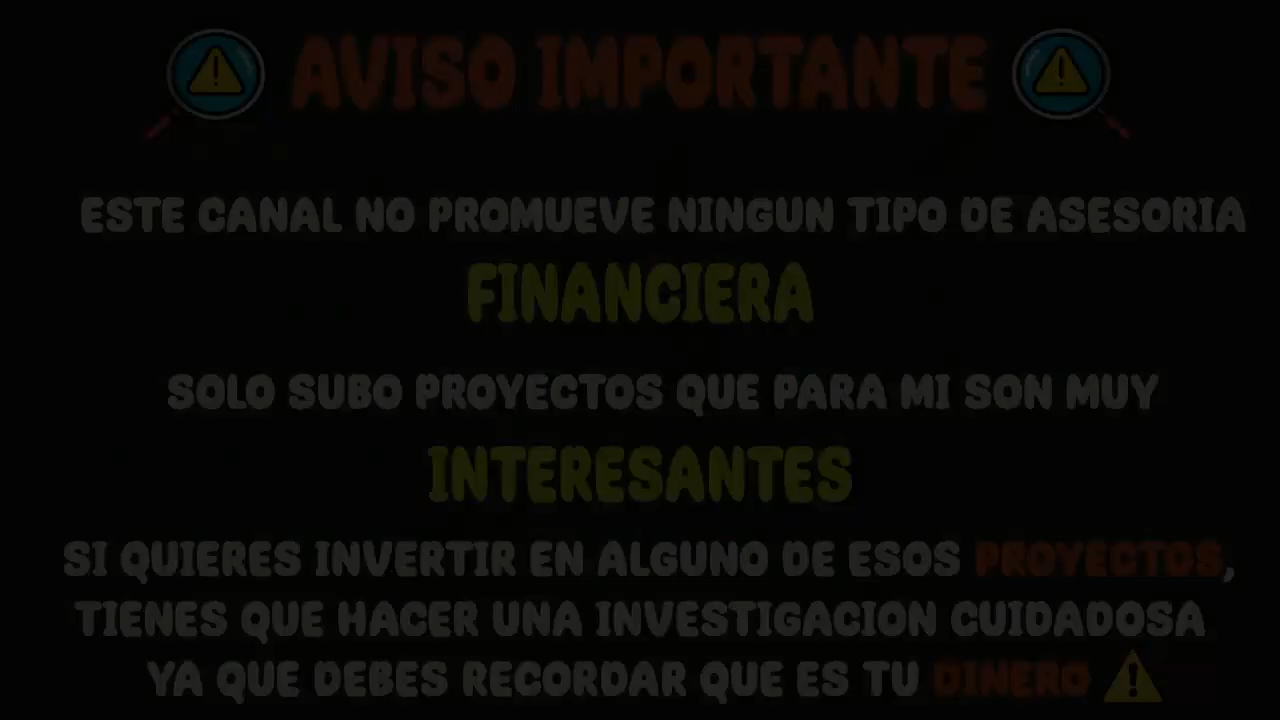 AVISO IMPORTANTE
ESTE CANAL NO PROMUEVE NINGUN TIPO DE ASESORIA
FINANCIERA
SOLO SUBO PROYECTOS QUE PARA MI SON MUY
INTERESANTES
SI QUIERES INVERTIR EN ALGUNO DE ESOS PROYECTOS,
TIENES QUE HACER UNA INVESTIGACION CUIDADOSA
YA QUE DEBES RECORDAR QUE ES TU DINERO